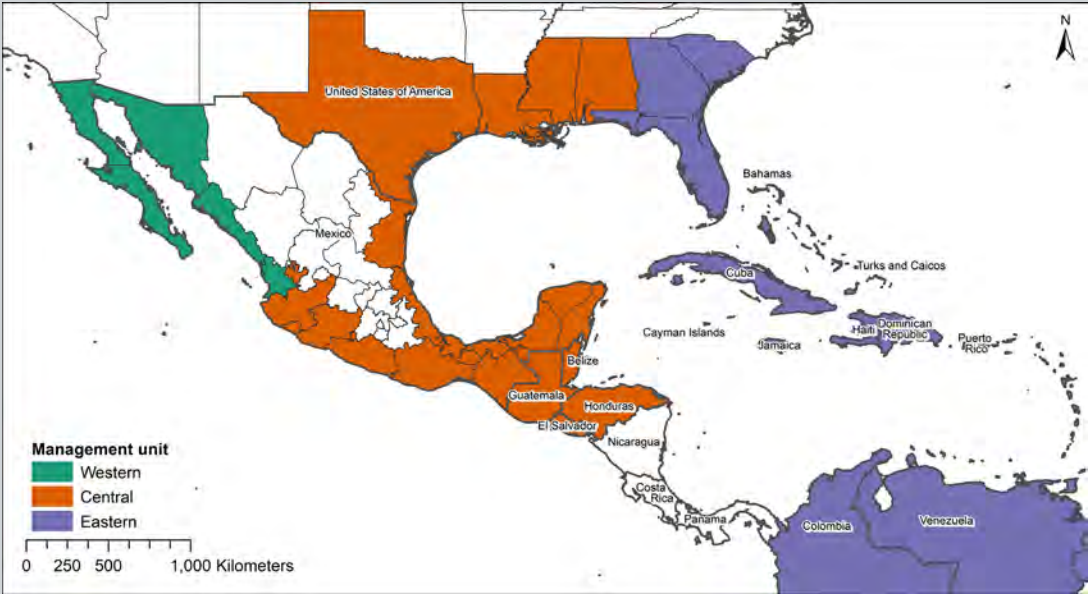 N
United States of America
Bahamas
Mexico
Turks and Caicos
Cuba
Cayman Islands
Haiti
Dominican
Republic
Jamaica
Puerto
Rico
Belize
Guatemala
Honduras
El Salvador
Nicaragua
Costa
Rica
Panama
Colombia
Venezuela
Management unit
Western
Central
Eastern
0 250 500 1,000 Kilometers